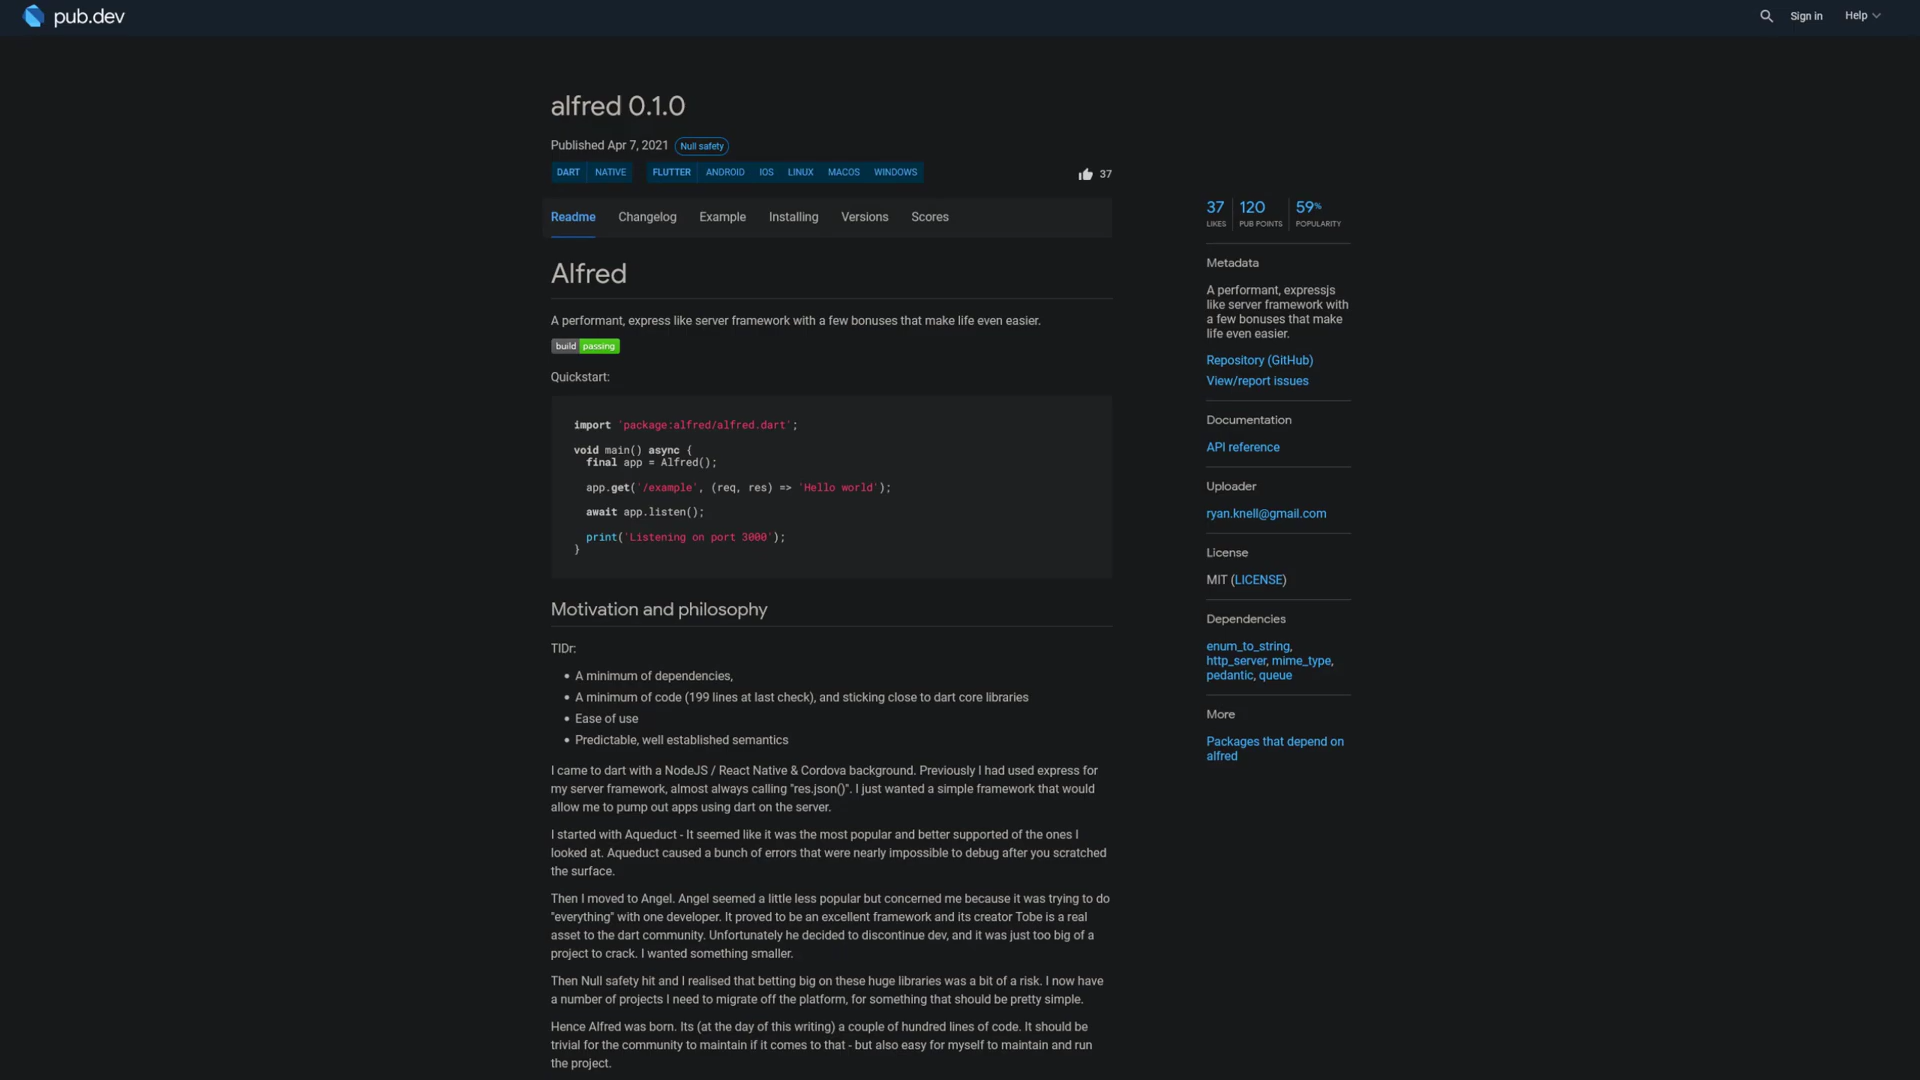 pub.dev
Sign in
Help
alfred 0.1.0
Published Apr 7, 2021 Null safety
DART NATIVE FLUTTER ANDROID IOS LINUX MACOS WINDOWS
37
Readme Changelog Example Installing Versions Scores
Alfred
A performant, express like server framework with a few bonuses that make life even easier.
build passing
Quickstart:
import 'package:alfred/alfred.dart';
void main() async {
final app = Alfred();
app.get('/example', (req, res) => 'Hello world');
await app.listen();
print('Listening on port 3000');
}
Motivation and philosophy
TlDr:
• A minimum of dependencies,
• A minimum of code (199 lines at last check), and sticking close to dart core libraries
• Ease of use
• Predictable, well established semantics
I came to dart with a NodeJS / React Native & Cordova background. Previously I had used express for
my server framework, almost always calling "res.json()". I just wanted a simple framework that would
allow me to pump out apps using dart on the server.
I started with Aqueduct - It seemed like it was the most popular and better supported of the ones I
looked at. Aqueduct caused a bunch of errors that were nearly impossible to debug after you scratched
the surface.
Then I moved to Angel. Angel seemed a little less popular but concerned me because it was trying to do
"everything" with one developer. It proved to be an excellent framework and its creator Tobe is a real
asset to the dart community. Unfortunately he decided to discontinue dev, and it was just too big of a
project to crack. I wanted something smaller.
Then Null safety hit and I realised that betting big on these huge libraries was a bit of a risk. I now have
a number of projects I need to migrate off the platform, for something that should be pretty simple.
Hence Alfred was born. Its (at the day of this writing) a couple of hundred lines of code. It should be
trivial for the community to maintain if it comes to that - but also easy for myself to maintain and run
the project.
37 120 59%
LIKES PUB POINTS POPULARITY
Metadata
A performant, expressjs
like server framework with
a few bonuses that make
life even easier.
Repository (GitHub)
View/report issues
Documentation
API reference
Uploader
ryan.knell@gmail.com
License
MIT (LICENSE)
Dependencies
enum_to_string,
http_server, mime_type,
pedantic, queue
More
Packages that depend on
alfred